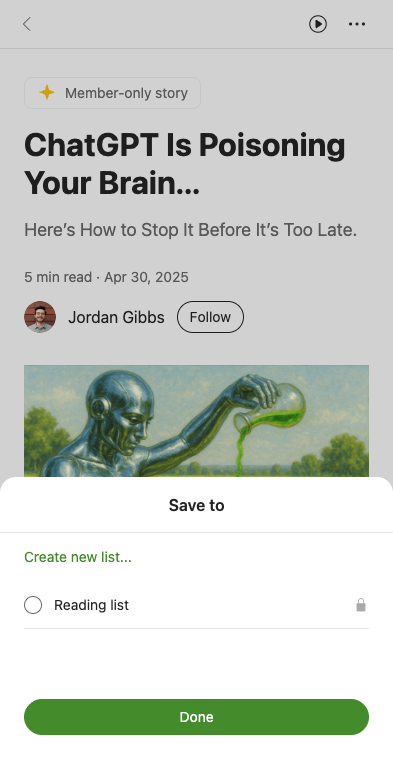 Member-only story
ChatGPT Is Poisoning
Your Brain…
Here’s How to Stop It Before It’s Too Late.
5 min read · Apr 30, 2025
Jordan Gibbs
Follow
Save to
Create new list...
Reading list
Done